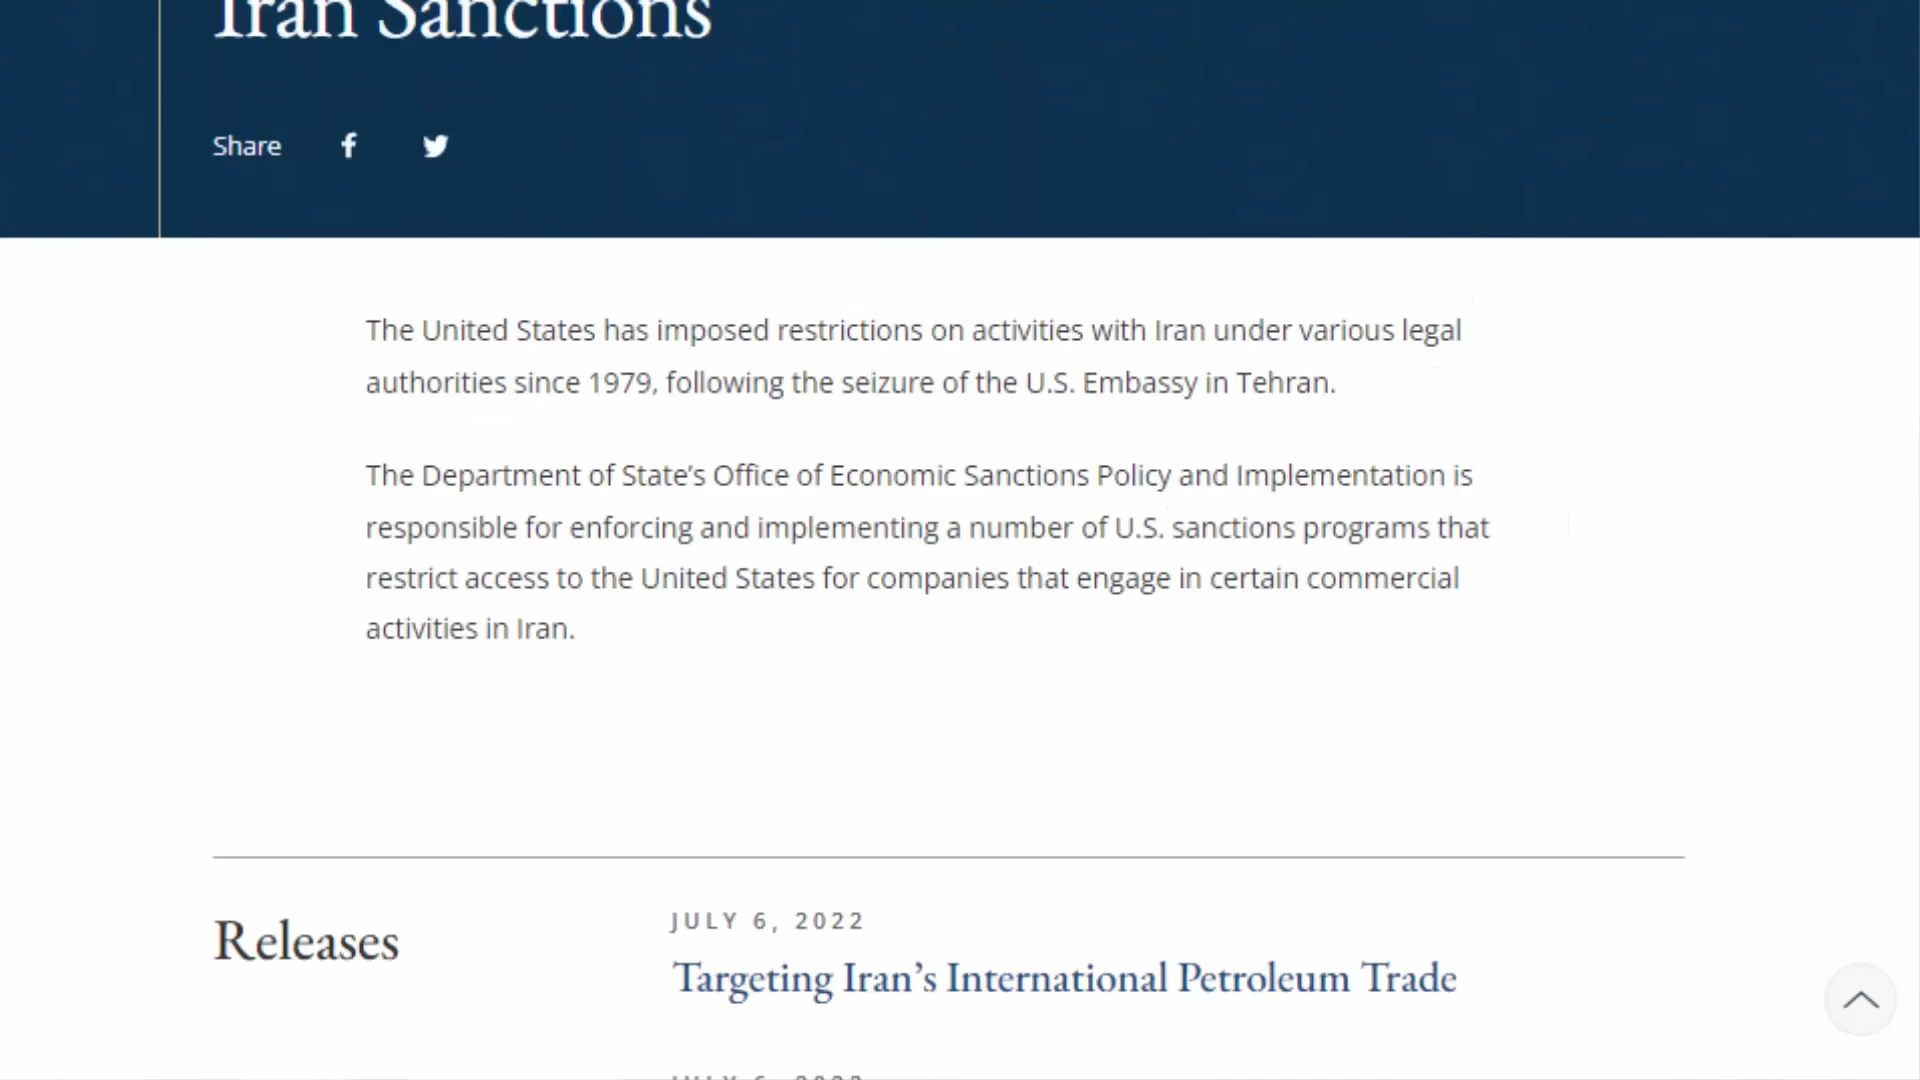 Iran Sanctions
Share
The United States has imposed restrictions on activities with Iran under various legal
authorities since 1979, following the seizure of the U.S. Embassy in Tehran.
The Department of State’s Office of Economic Sanctions Policy and Implementation is
responsible for enforcing and implementing a number of U.S. sanctions programs that
restrict access to the United States for companies that engage in certain commercial
activities in Iran.
Releases
JULY 6, 2022
Targeting Iran’s International Petroleum Trade